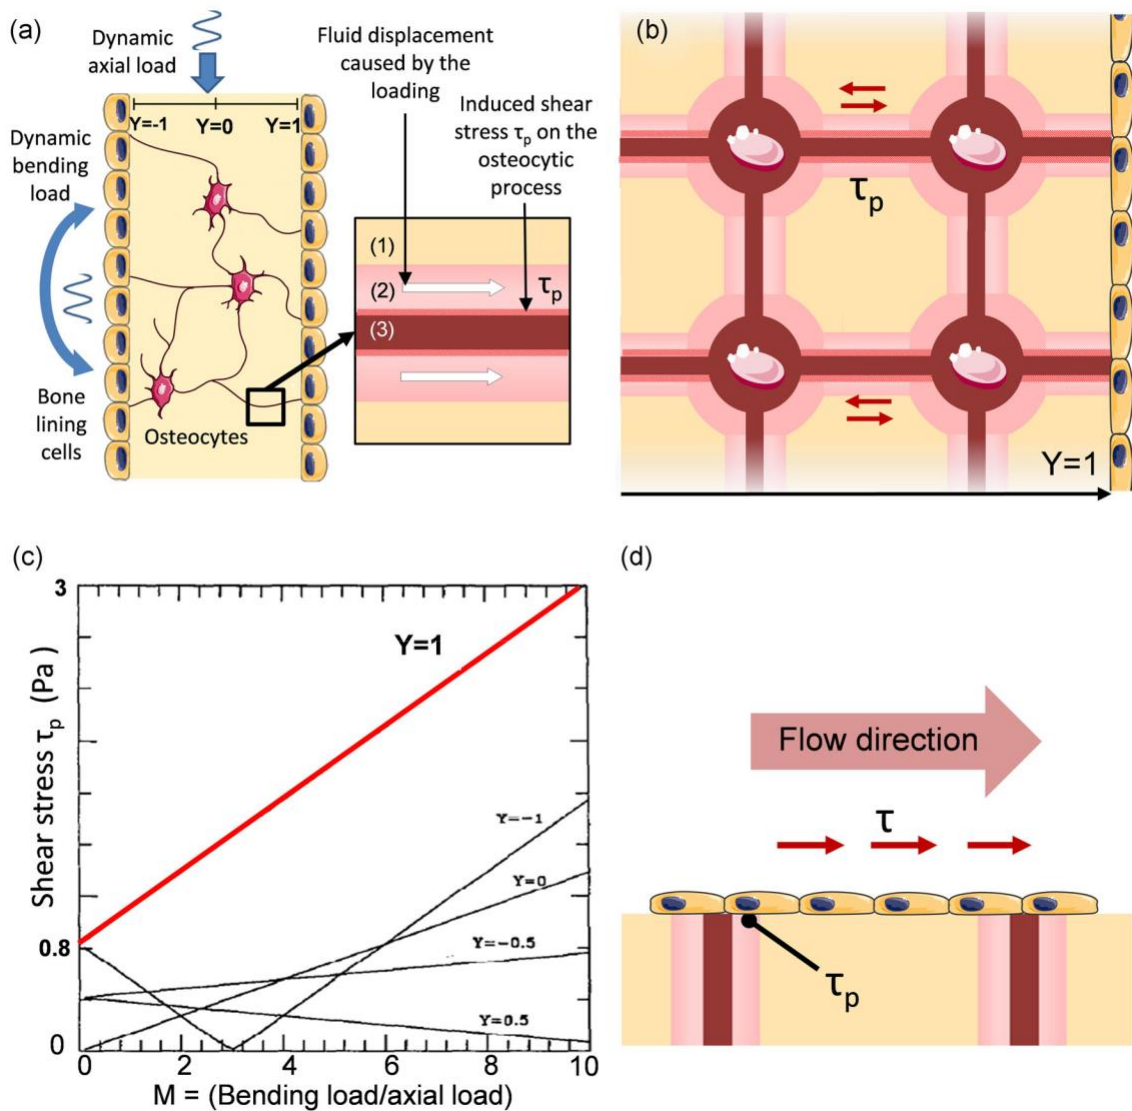 (a)
Dynamic
axial load
Y=-1 Y=0 Y=1
Dynamic
bending
load
Bone
lining
cells
Osteocytes
Fluid displacement
caused by the
loading
Induced shear
stress τp on the
osteocytic
process
(1)
(2)
(3)
τp
(b)
τp
Y=1
(c)
3
0.8
0
Shear stress τp (Pa)
Y=1
Y=-1
Y=0
Y=-0.5
Y=0.5
0 2 4 6 8 10
M = (Bending load/axial load)
(d)
Flow direction
τ
τp